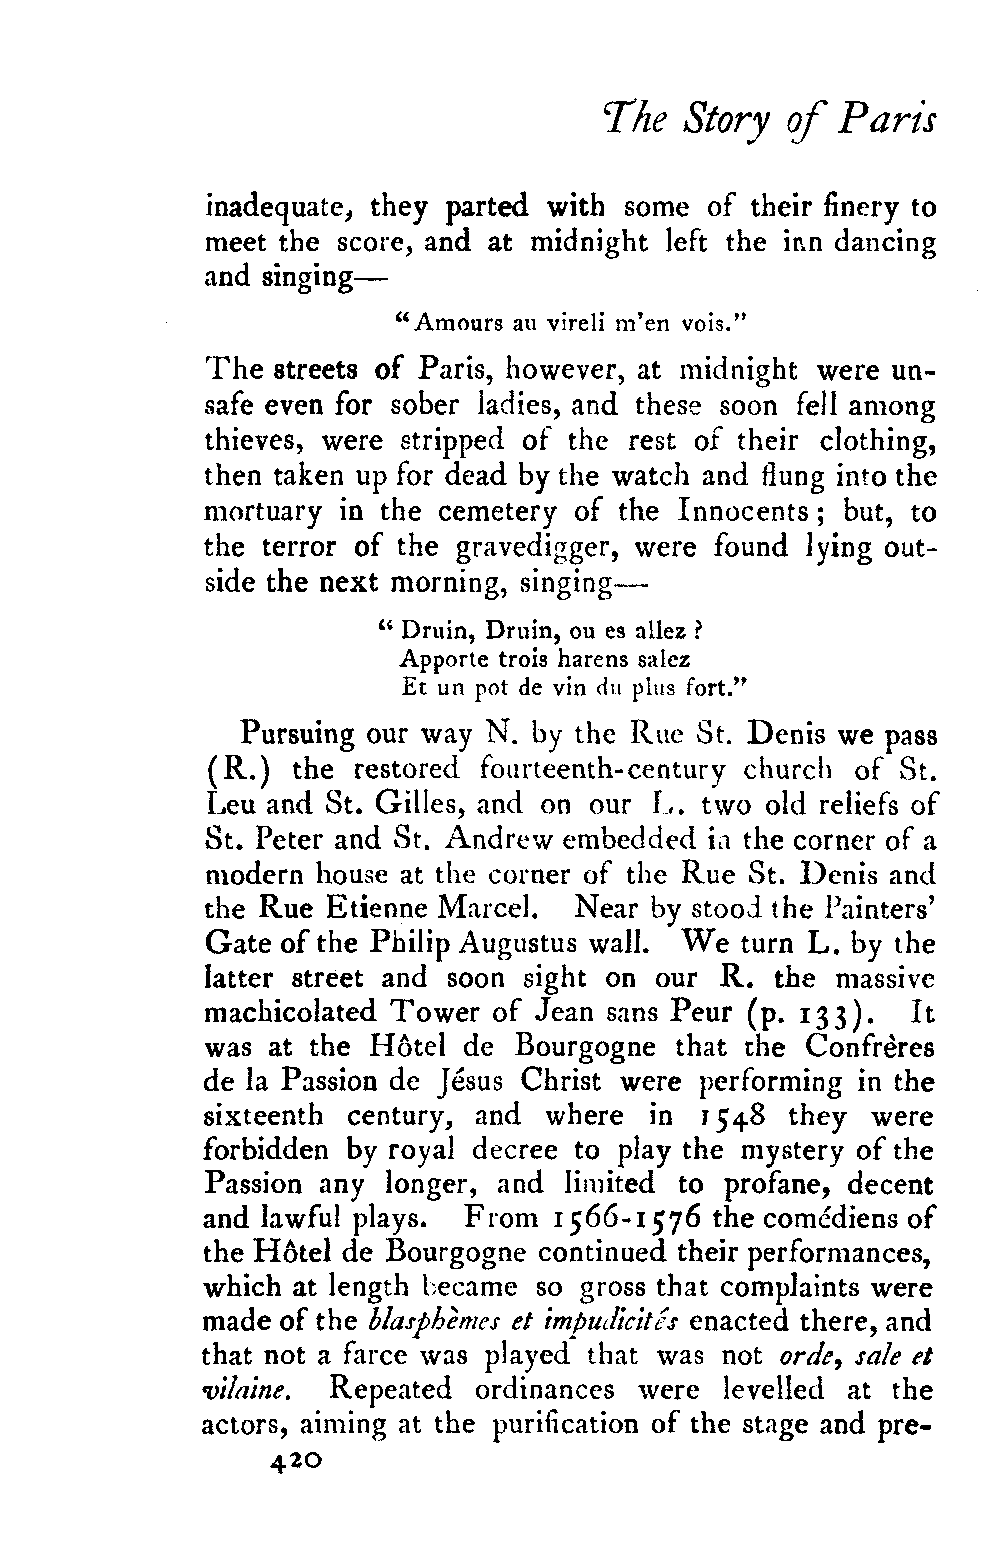 The Story of Paris
inadequate, they parted with some of their finery to
meet the score, and at midnight left the inn dancing
and singing—
“Amours au vireli m'en vois.”
The streets of Paris, however, at midnight were un-
safe even for sober ladies, and these soon fell among
thieves, were stripped of the rest of their clothing,
then taken up for dead by the watch and flung into the
mortuary in the cemetery of the Innocents; but, to
the terror of the gravedigger, were found lying out-
side the next morning, singing—
“ Druin, Druin, ou es allez ?
Apporte trois harens salez
Et un pot de vin du plus fort.”
Pursuing our way N. by the Rue St. Denis we pass
(R.) the restored fourteenth-century church of St.
Leu and St. Gilles, and on our L. two old reliefs of
St. Peter and St. Andrew embedded in the corner of a
modern house at the corner of the Rue St. Denis and
the Rue Etienne Marcel. Near by stood the Painters'
Gate of the Philip Augustus wall. We turn L. by the
latter street and soon sight on our R. the massive
machicolated Tower of Jean sans Peur (p. 133). It
was at the Hôtel de Bourgogne that the Confrères
de la Passion de Jésus Christ were performing in the
sixteenth century, and where in 1548 they were
forbidden by royal decree to play the mystery of the
Passion any longer, and limited to profane, decent
and lawful plays. From 1566-1576 the comédiens of
the Hôtel de Bourgogne continued their performances,
which at length became so gross that complaints were
made of the blasphèmes et impudicités enacted there, and
that not a farce was played that was not orde, sale et
vilaine. Repeated ordinances were levelled at the
actors, aiming at the purification of the stage and pre-
420